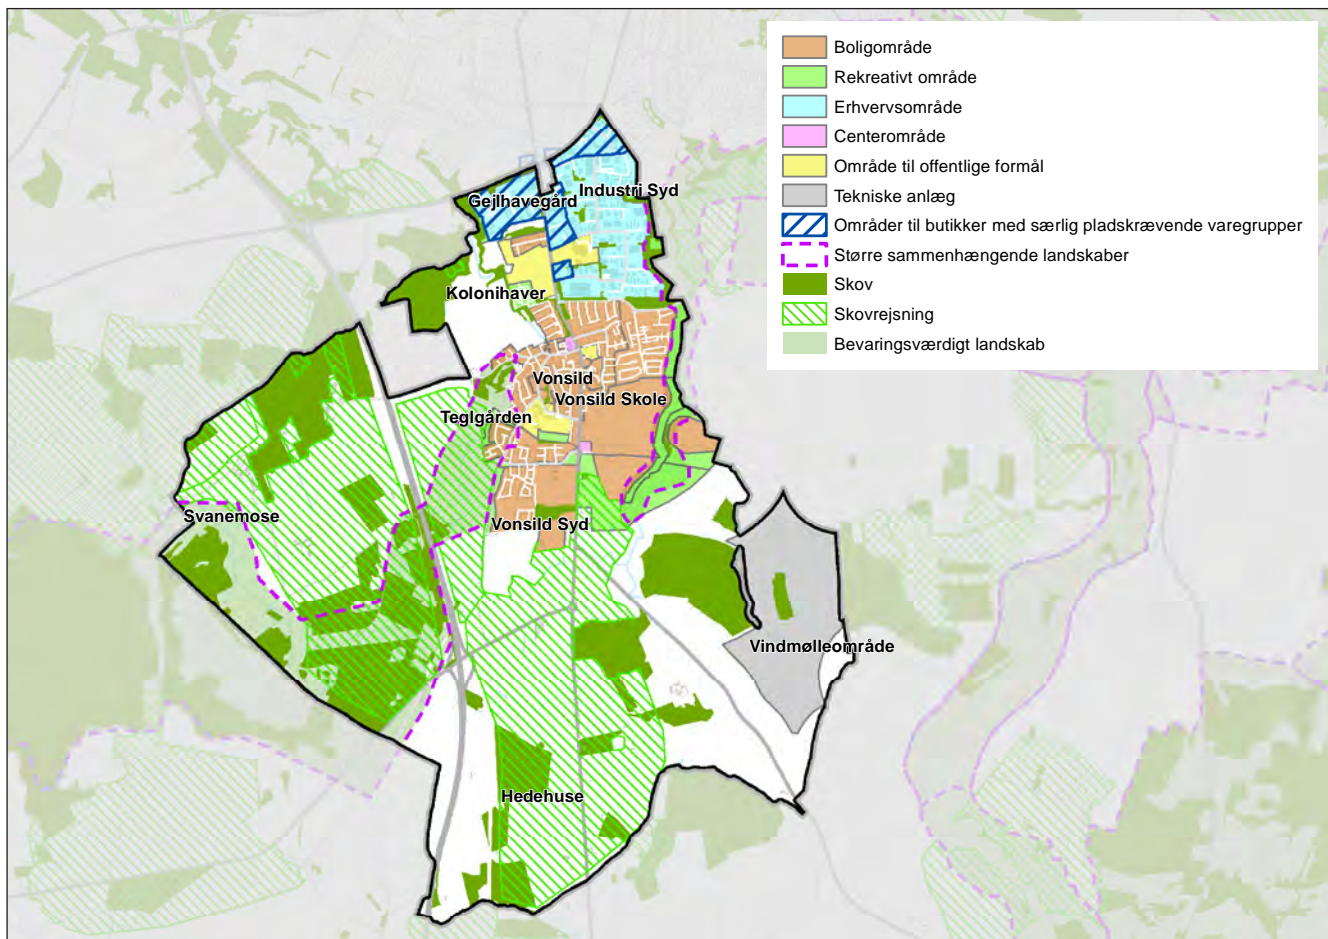 Boligområde
Rekreativt område
Erhvervsområde
Centerområde
Område til offentlige formål
Tekniske anlæg
Områder til butikker med særlig pladskrævende varegrupper
Større sammenhængende landskaber
Skov
Skovrejsning
Bevaringsværdigt landskab
Industri Syd
Gejlhavegård
Kolonihaver
Vonsild
Vonsild Skole
Teglgården
Svanemose
Vonsild Syd
Vindmølleområde
Hedehuse